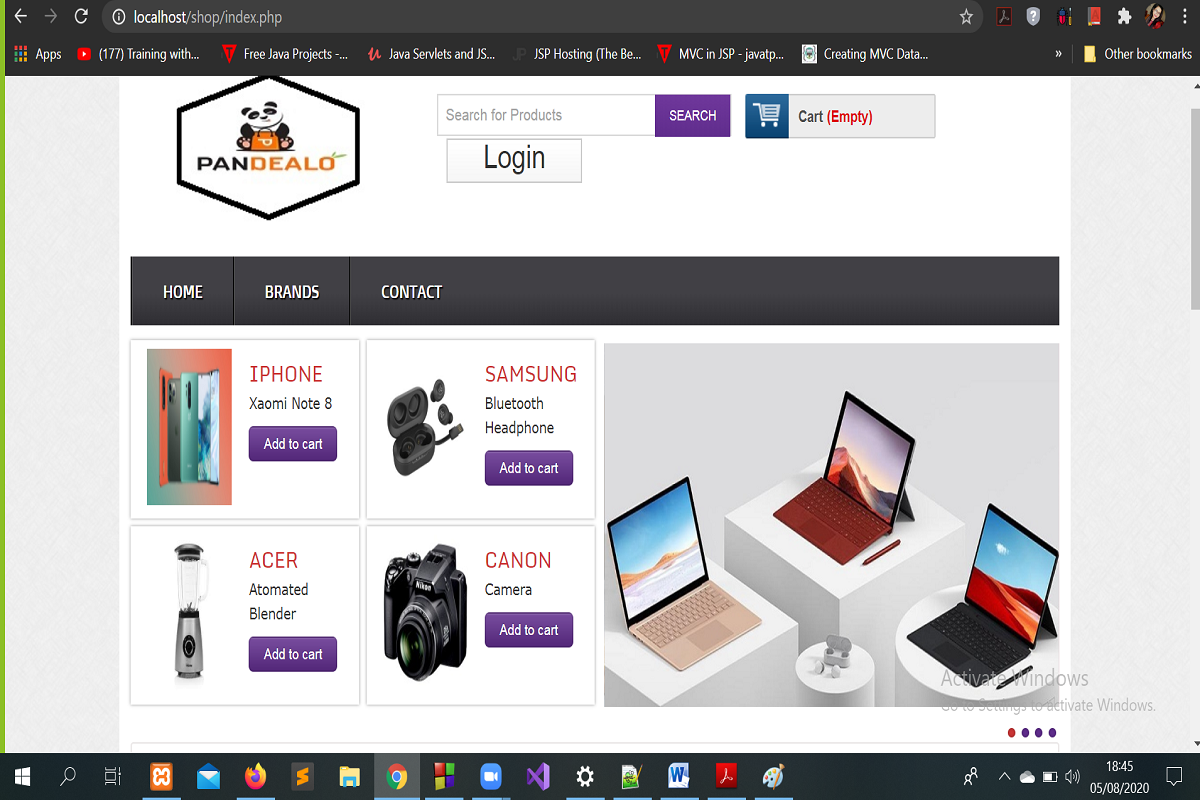 localhost/shop/index.php
Apps (177) Training with... Free Java Projects -... Java Servlets and JS... JSP Hosting (The Be... MVC in JSP - javatp... Creating MVC Data... » Other bookmarks
PANDEALO
Search for Products SEARCH Cart (Empty)
Login
HOME BRANDS CONTACT
IPHONE
Xaomi Note 8
Add to cart
SAMSUNG
Bluetooth
Headphone
Add to cart
ACER
Atomated
Blender
Add to cart
Nikon
CANON
Camera
Add to cart
Activate Windows
Go to Settings to activate Windows.
18:45
05/08/2020